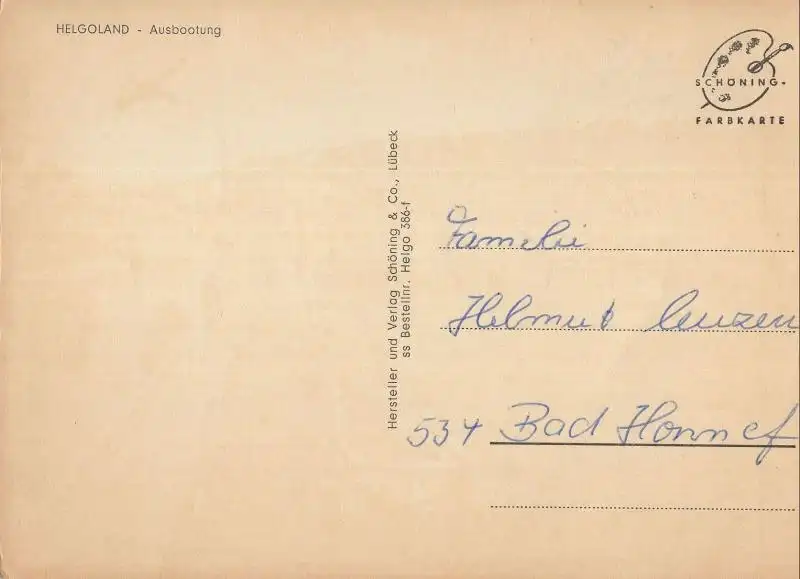 HELGOLAND - Ausbootung
SCHÖNING-
FARBKARTE
Hersteller und Verlag Schöning & Co., Lübeck
ss Bestellnr. Helgo 386-f
Familie
Helmut
534 Bad Honnef